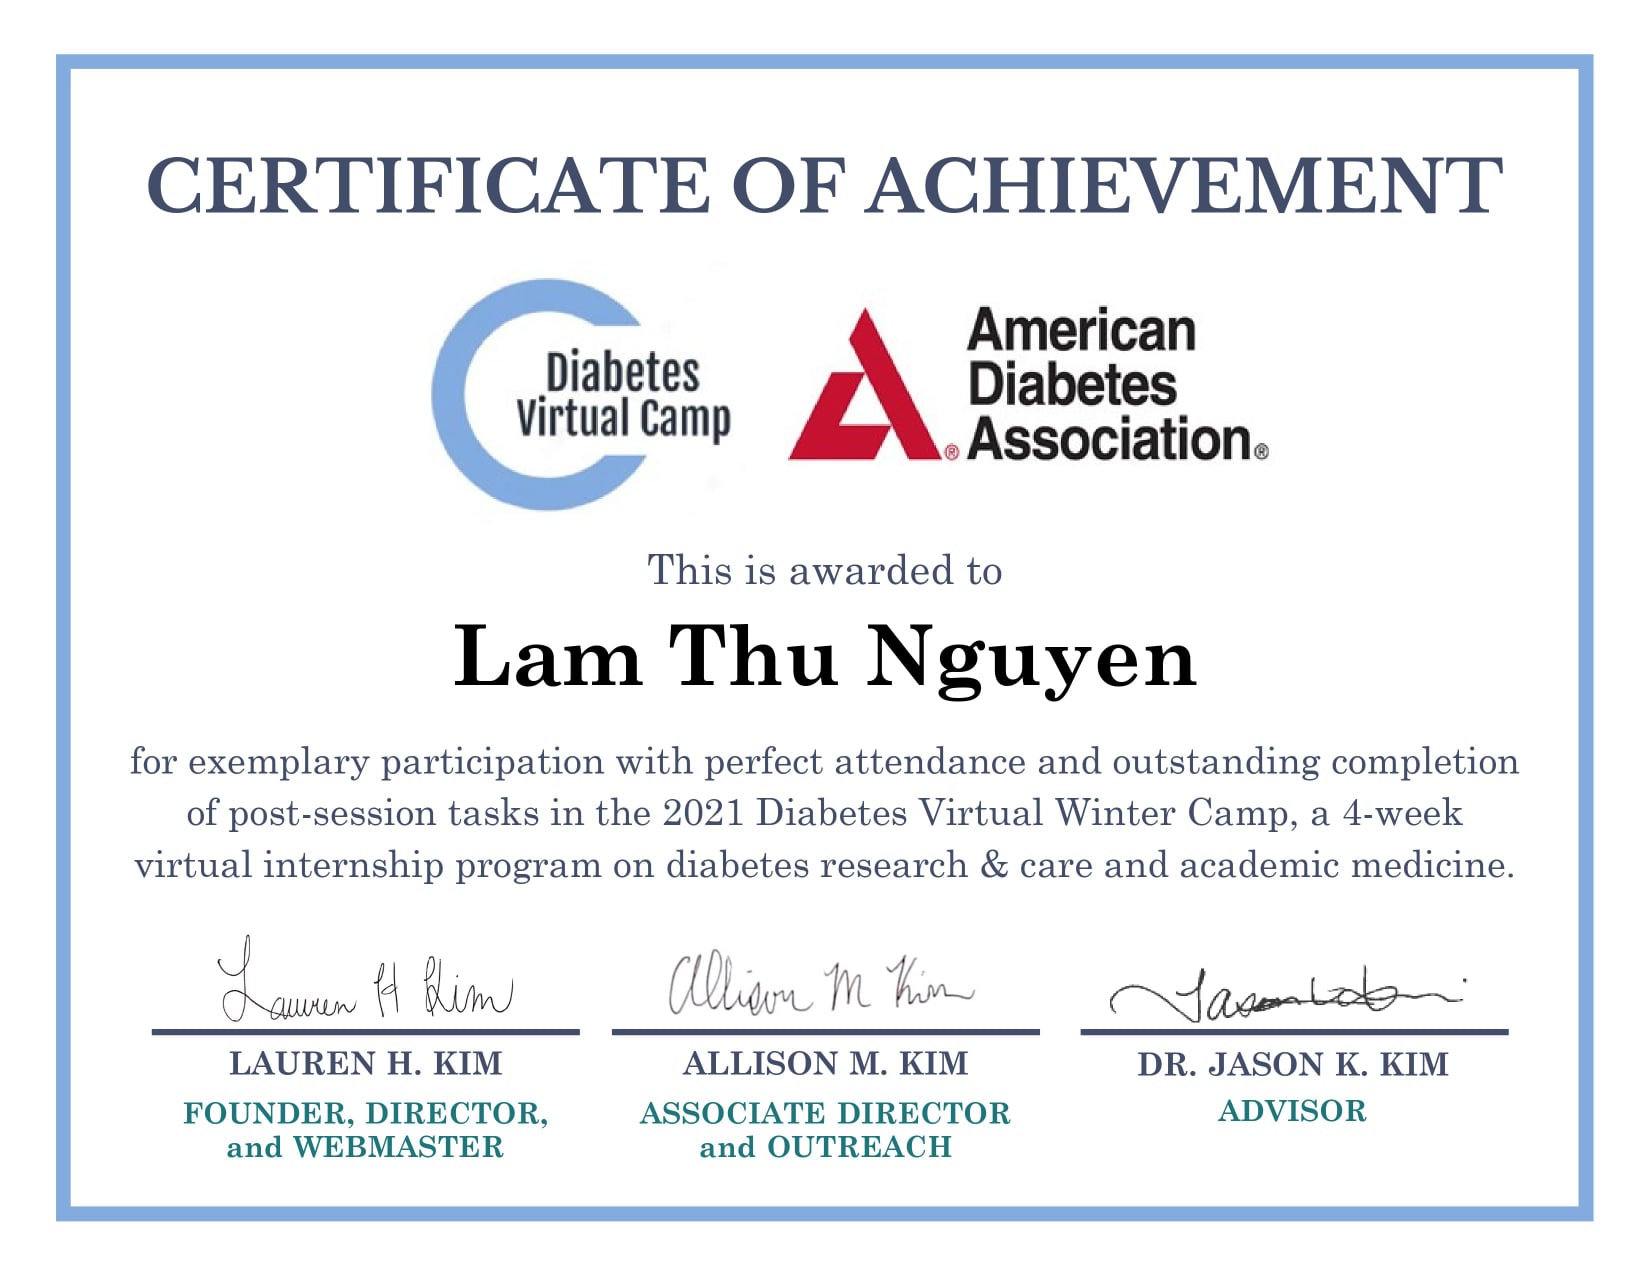 CERTIFICATE OF ACHIEVEMENT
Diabetes
Virtual Camp
American
Diabetes
Association®
®
This is awarded to
Lam Thu Nguyen
for exemplary participation with perfect attendance and outstanding completion
of post-session tasks in the 2021 Diabetes Virtual Winter Camp, a 4-week
virtual internship program on diabetes research & care and academic medicine.
Lauren H Kim
Allison M Kim
LAUREN H. KIM
ALLISON M. KIM
DR. JASON K. KIM
FOUNDER, DIRECTOR,
and WEBMASTER
ASSOCIATE DIRECTOR
and OUTREACH
ADVISOR